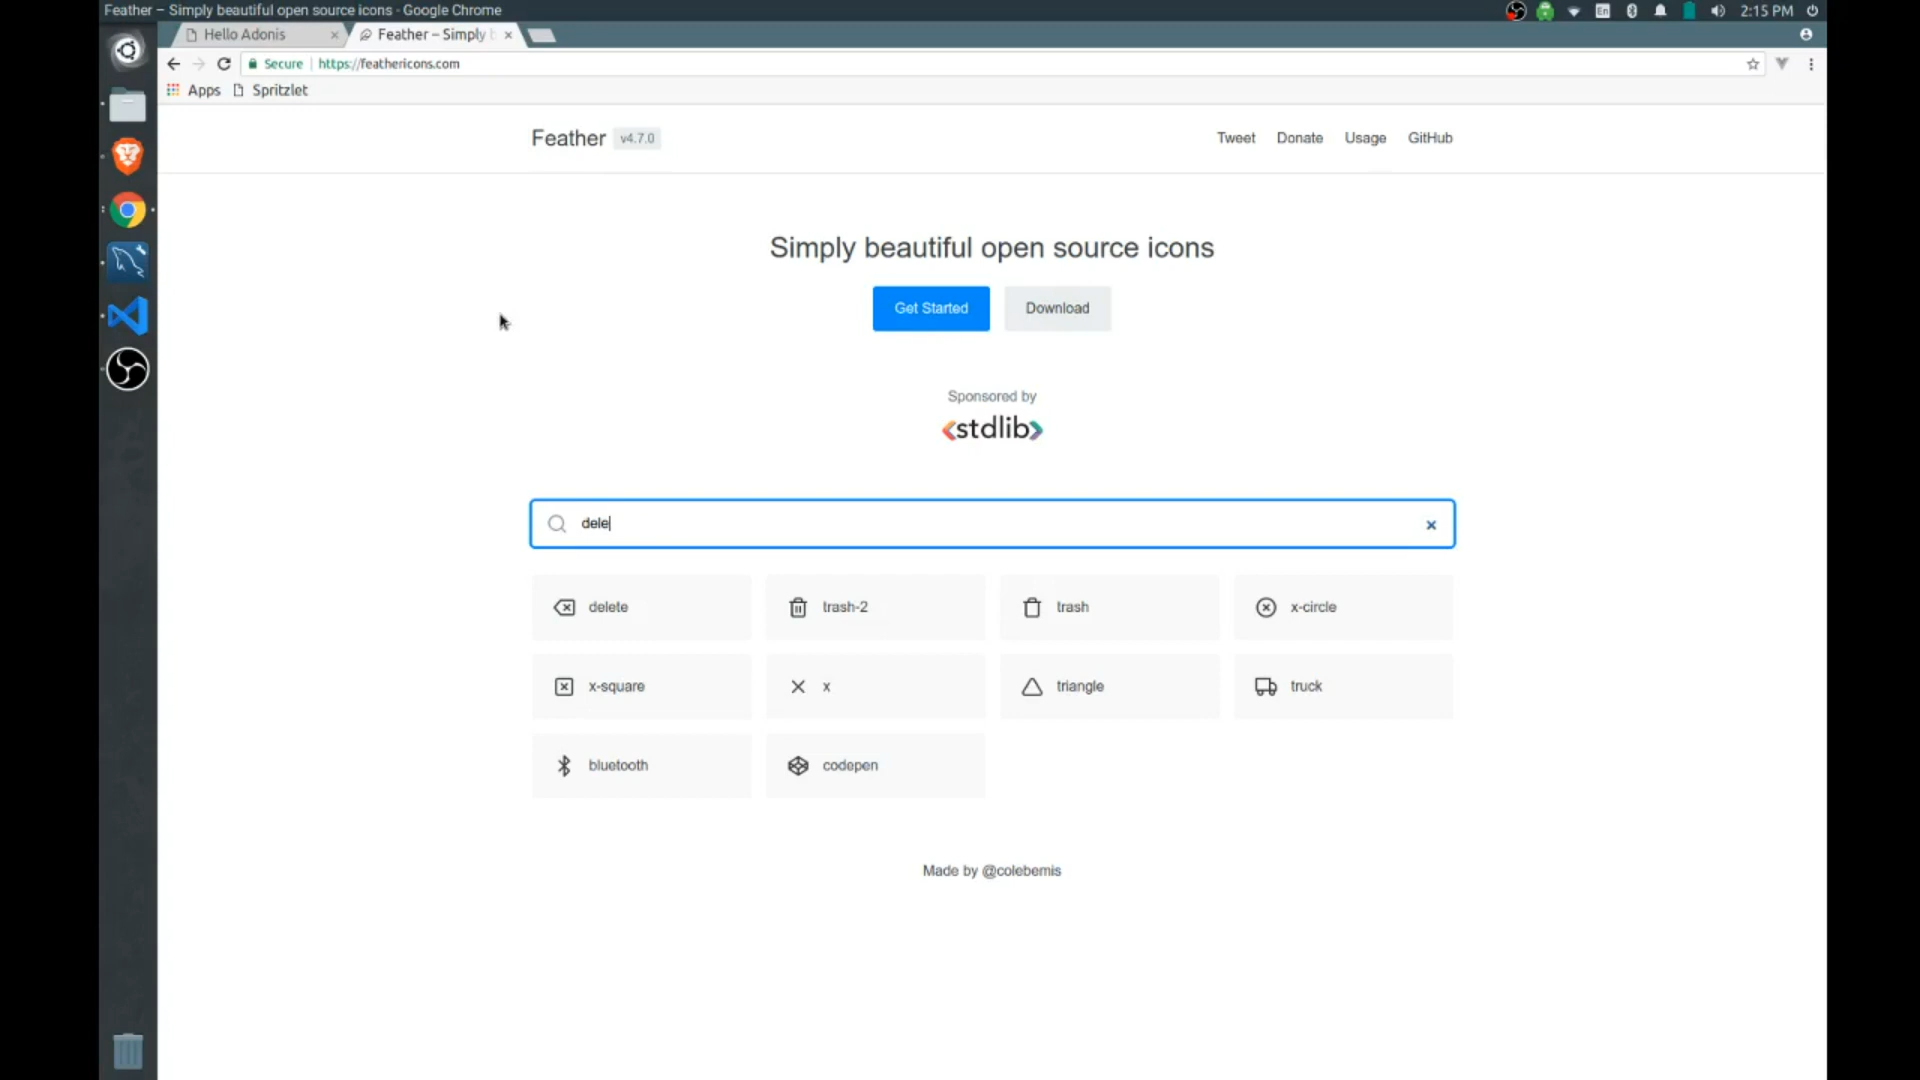 Feather – Simply beautiful open source icons - Google Chrome
En
2:15 PM
Hello Adonis
Feather – Simply b
Secure
https://feathericons.com
Apps
Spritzlet
Feather
v4.7.0
Tweet
Donate
Usage
GitHub
Simply beautiful open source icons
Get Started
Download
Sponsored by
<stdlib>
dele
delete
trash-2
trash
x-circle
x-square
x
triangle
truck
bluetooth
codepen
Made by @colebemis